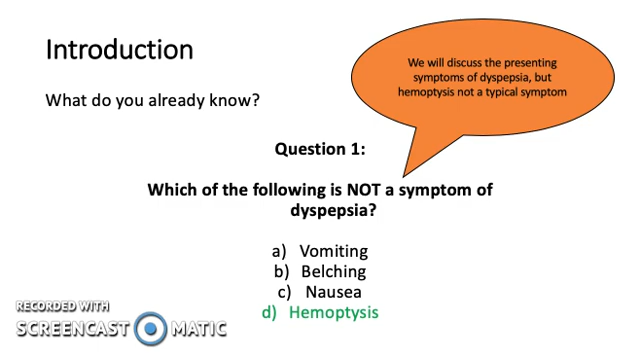 Introduction
We will discuss the presenting
symptoms of dyspepsia, but
hemoptysis not a typical symptom
What do you already know?
Question 1:
Which of the following is NOT a symptom of
dyspepsia?
a) Vomiting
b) Belching
c) Nausea
d) Hemoptysis
RECORDED WITH
SCREENCAST MATIC